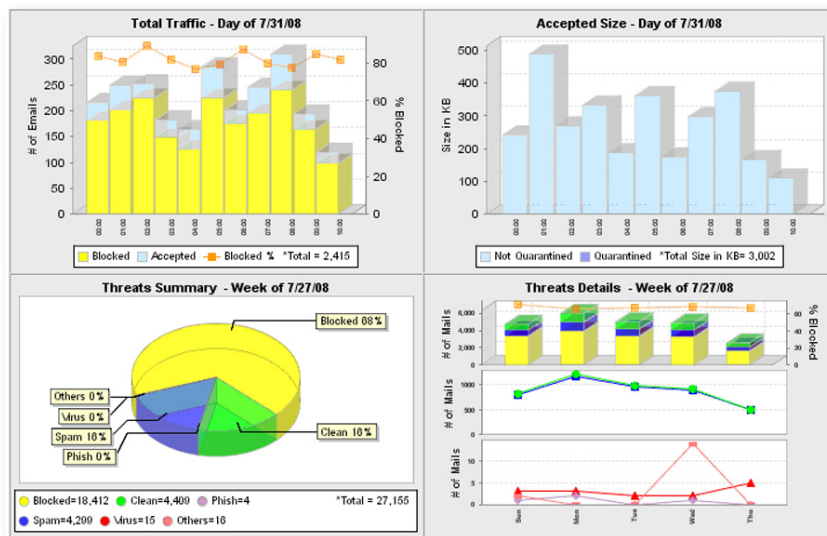 Total Traffic - Day of 7/31/08
# of Emails
300
250
200
150
100
50
0
80
60
40
20
0
% Blocked
00:00 01:00 02:00 03:00 04:00 05:00 06:00 07:00 08:00 09:00 10:00
Blocked Accepted Blocked % *Total = 2,415
Accepted Size - Day of 7/31/08
Size in KB
500
400
300
200
100
0
00:00 01:00 02:00 03:00 04:00 05:00 06:00 07:00 08:00 09:00 10:00
Not Quarantined Quarantined *Total Size in KB= 3,002
Threats Summary - Week of 7/27/08
Blocked 68%
Others 0%
Virus 0%
Spam 16%
Phish 0%
Clean 16%
Blocked=18,412 Clean=4,409 Phish=4 *Total = 27,155
Spam=4,299 Virus=15 Others=16
Threats Details - Week of 7/27/08
# of Mails
6,000
4,000
2,000
0
60
40
20
0
% Blocked
# of Mails
1000
500
0
# of Mails
10
5
0
Sun Mon Tue Wed Thu